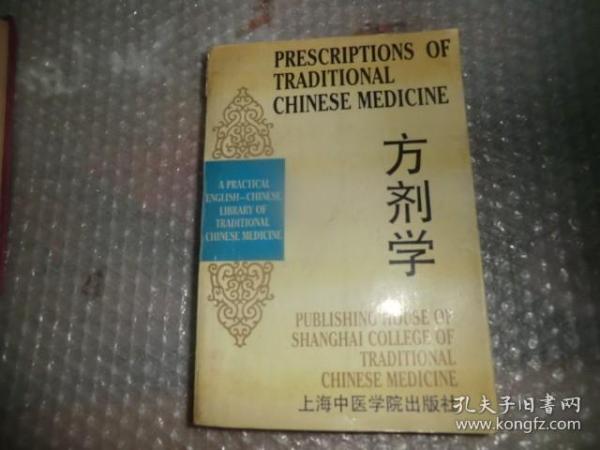 PRESCRIPTIONS OF
TRADITIONAL
CHINESE MEDICINE
方剂学
A PRACTICAL
ENGLISH-CHINESE
LIBRARY OF
TRADITIONAL
CHINESE MEDICINE
PUBLISHING HOUSE OF
SHANGHAI COLLEGE OF
TRADITIONAL
CHINESE MEDICINE
上海中医学院出版社
孔夫子旧书网
www.kongfz.com